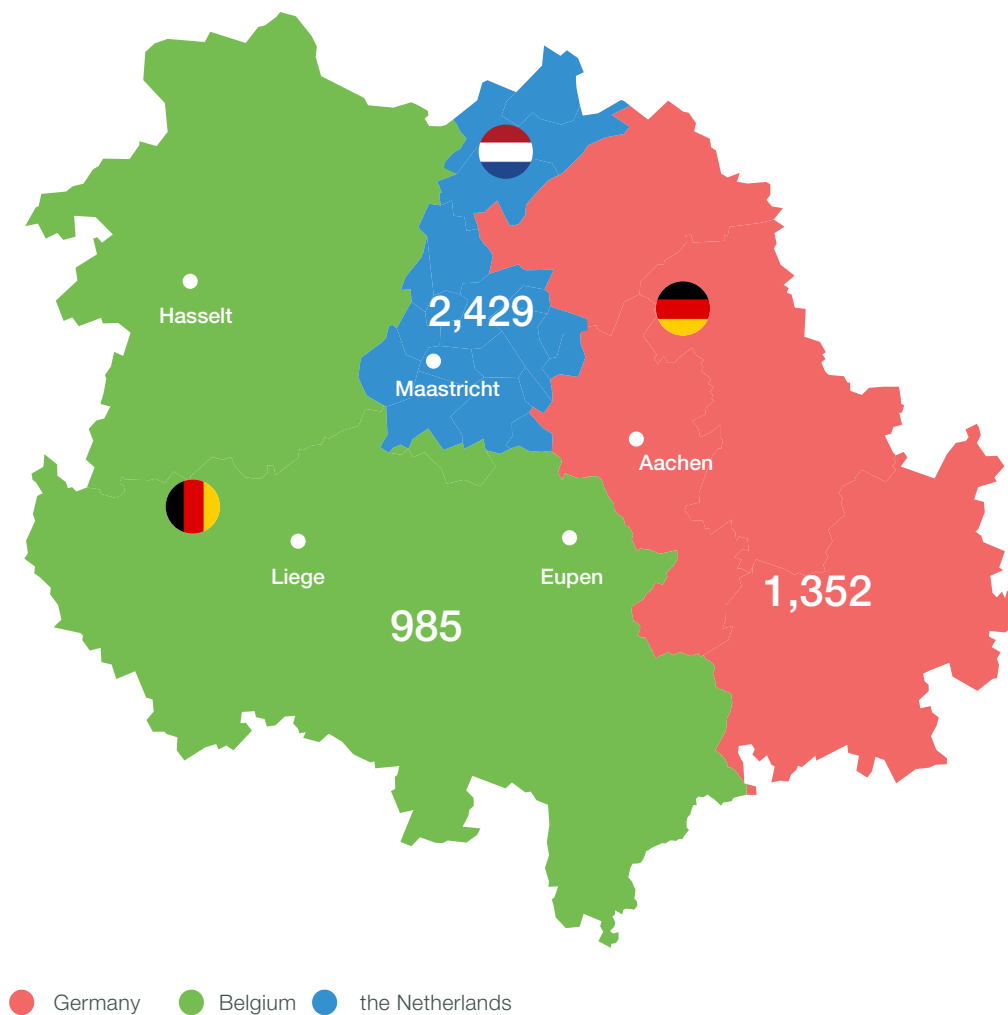 Hasselt
2,429
Maastricht
Aachen
Liege
Eupen
1,352
985
Germany
Belgium
the Netherlands